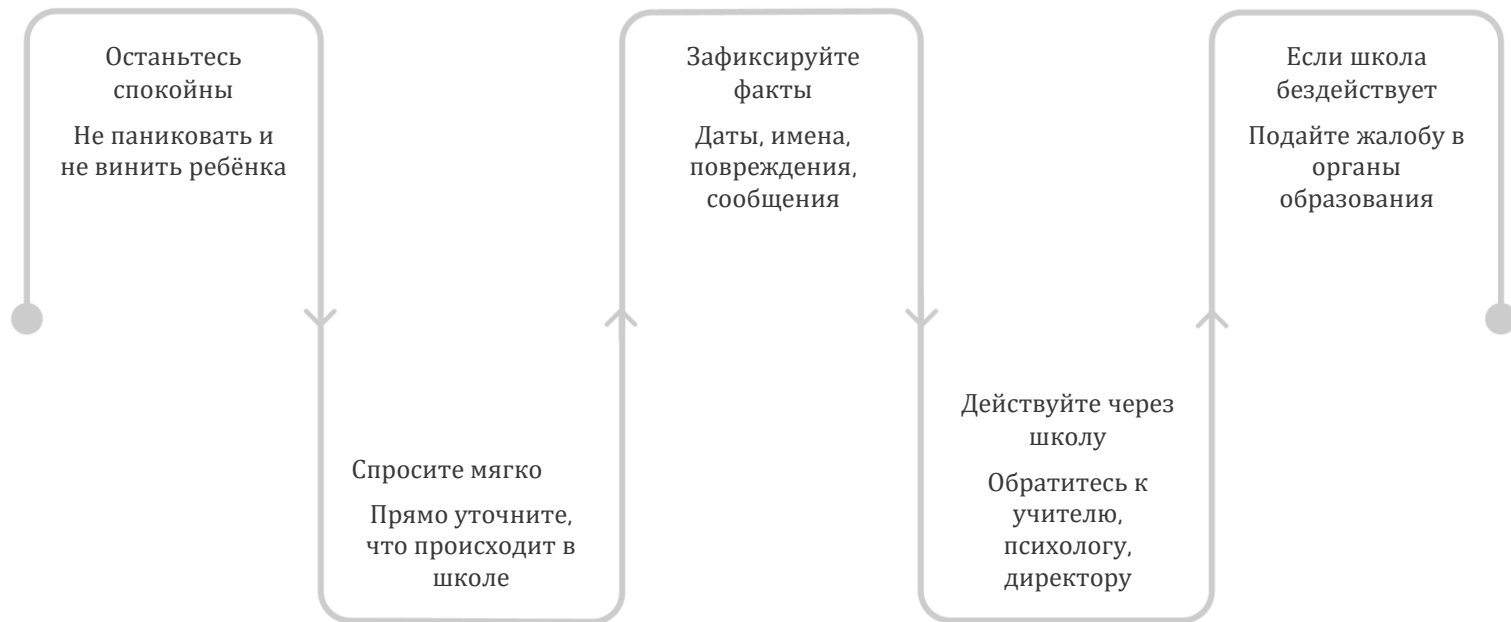 Останьтесь
спокойны
Не паниковать и
не винить ребёнка
Спросите мягко
Прямо уточните,
что происходит в
школе
Зафиксируйте
факты
Даты, имена,
повреждения,
сообщения
Действуйте через
школу
Обратитесь к
учителю,
психологу,
директору
Если школа
бездействует
Подайте жалобу в
органы
образования